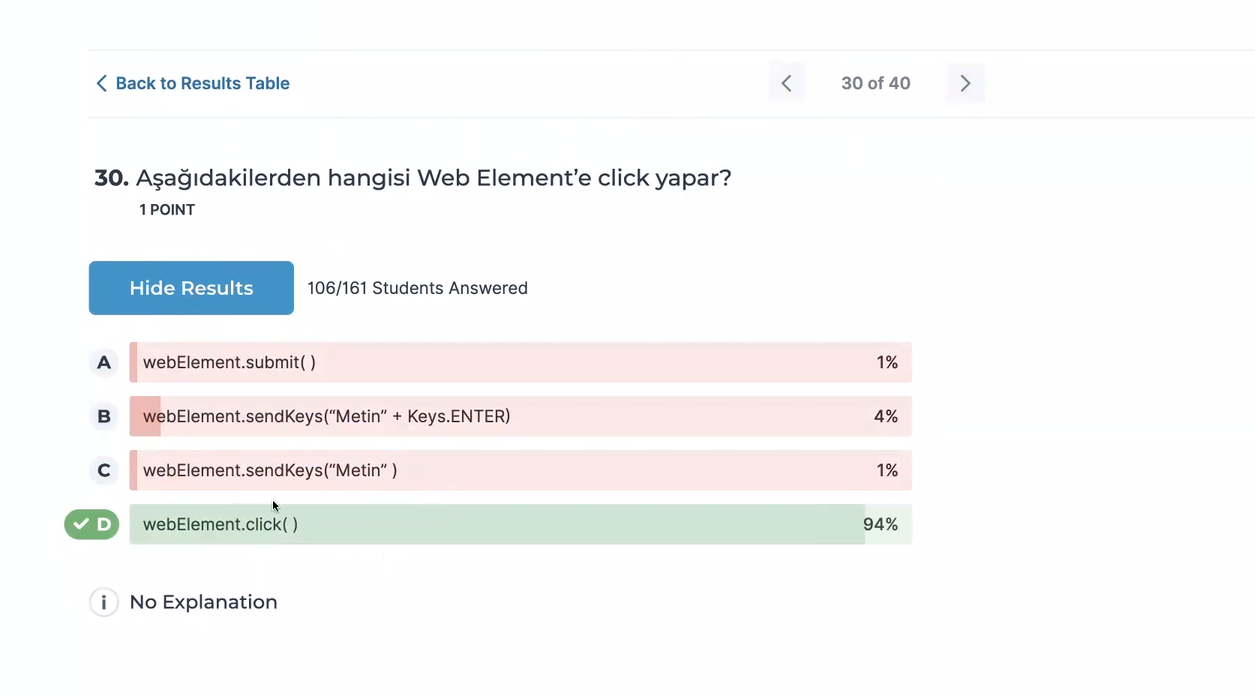 Back to Results Table
30 of 40
30. Aşağıdakilerden hangisi Web Element’e click yapar?
1 POINT
Hide Results
106/161 Students Answered
A webElement.submit( ) 1%
B webElement.sendKeys(“Metin” + Keys.ENTER) 4%
C webElement.sendKeys(“Metin” ) 1%
D webElement.click( ) 94%
No Explanation